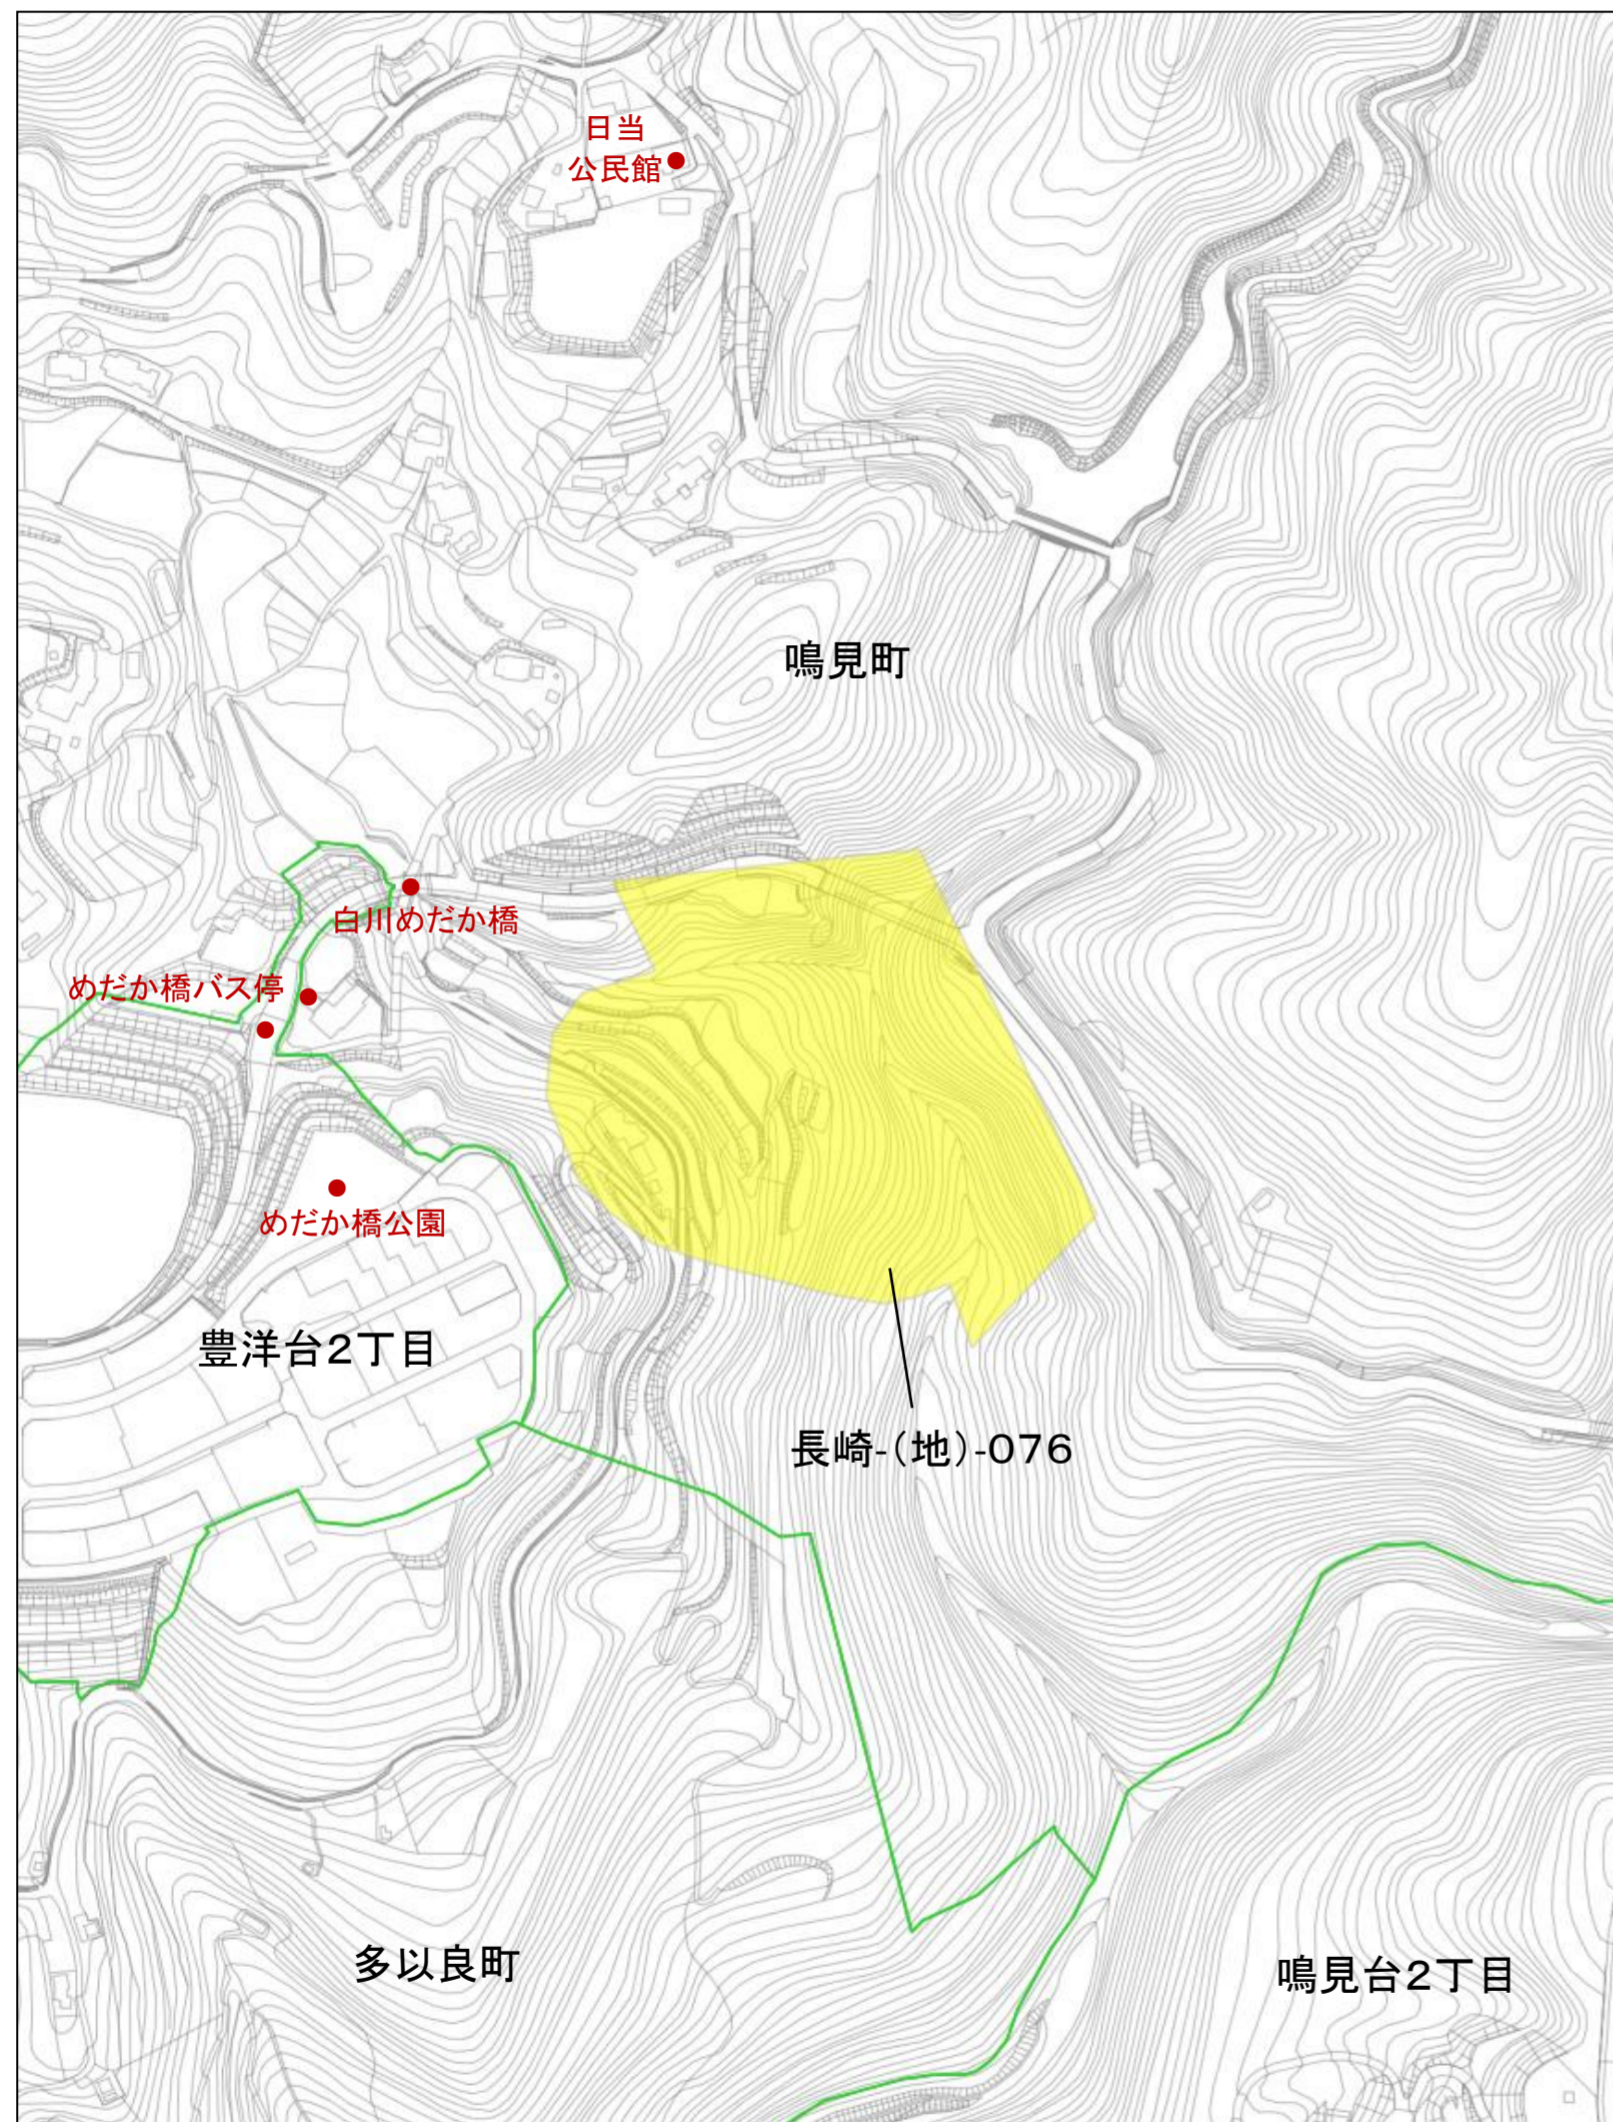 日当
公民館
鳴見町
白川めだか橋
めだか橋バス停
めだか橋公園
豊洋台2丁目
長崎-(地)-076
多以良町
鳴見台2丁目